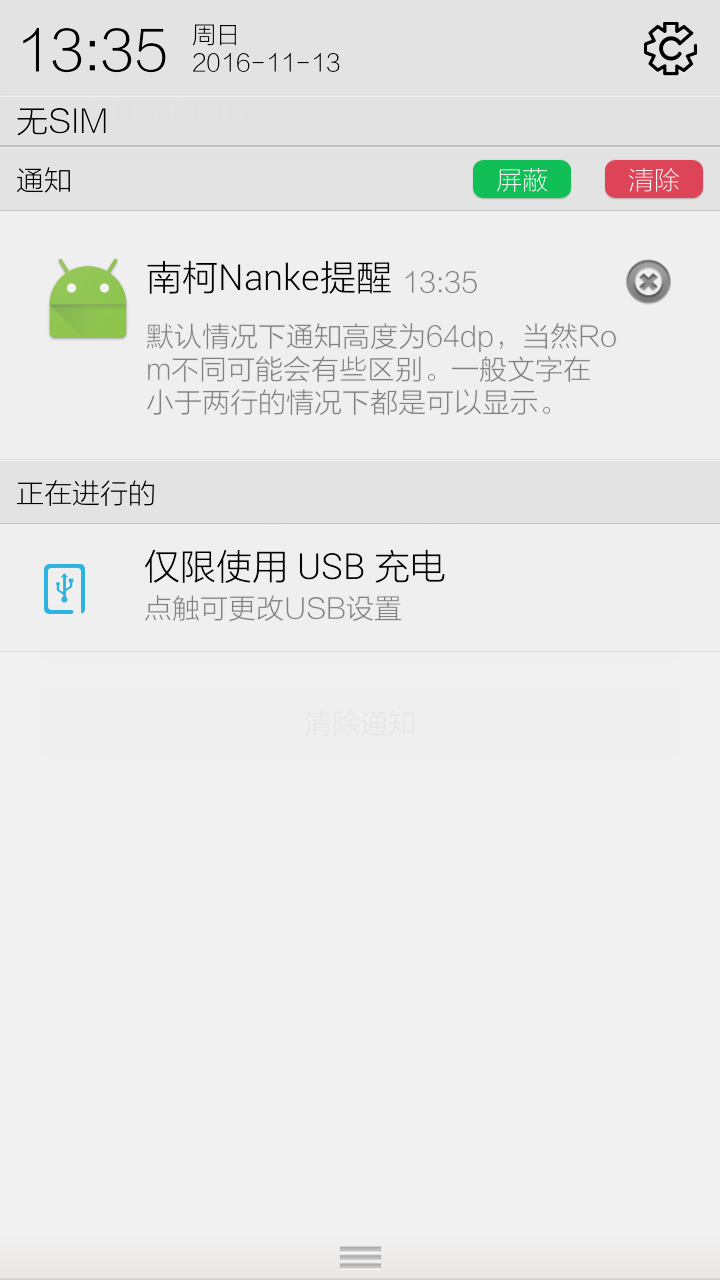 13:35
周日
2016-11-13
无SIM
通知
屏蔽
清除
南柯Nanke提醒 13:35
默认情况下通知高度为64dp，当然Ro
m不同可能会有些区别。一般文字在
小于两行的情况下都是可以显示。
正在进行的
仅限使用 USB 充电
点触可更改USB设置
清除通知